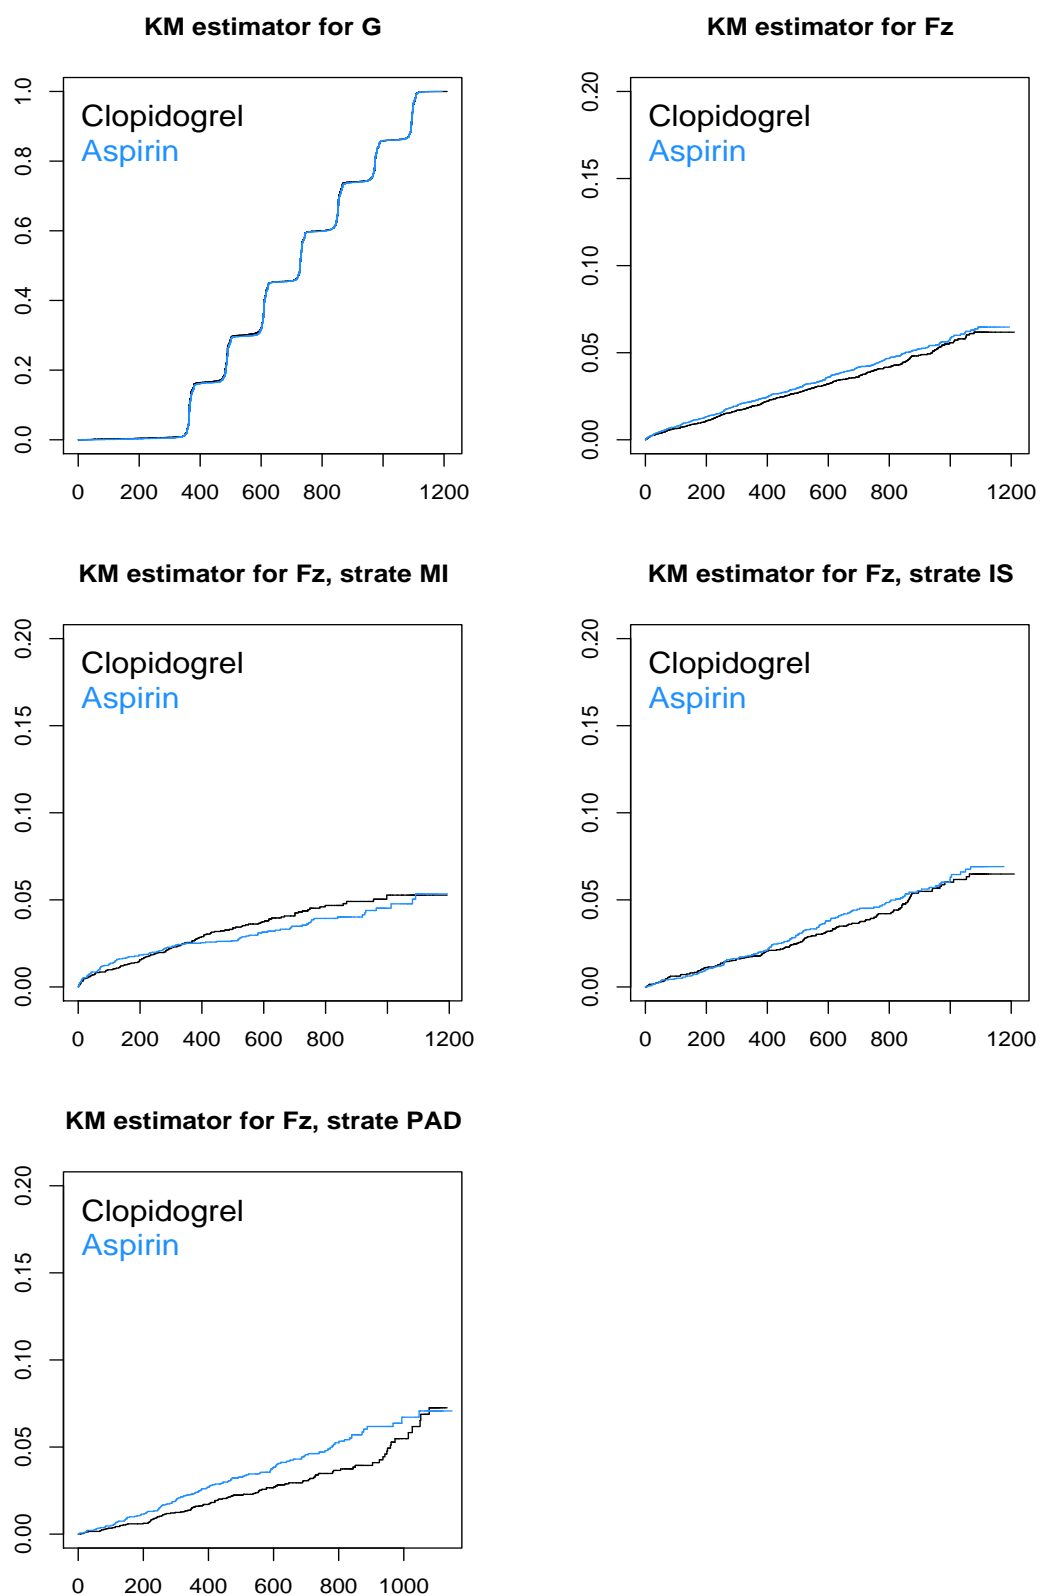 KM estimator for G
Clopidogrel
Aspirin
1.0
0.8
0.6
0.4
0.2
0.0
0 200 400 600 800 1200
KM estimator for Fz
Clopidogrel
Aspirin
0.20
0.15
0.10
0.05
0.00
0 200 400 600 800 1200
KM estimator for Fz, strate MI
Clopidogrel
Aspirin
0.20
0.15
0.10
0.05
0.00
0 200 400 600 800 1200
KM estimator for Fz, strate IS
Clopidogrel
Aspirin
0.20
0.15
0.10
0.05
0.00
0 200 400 600 800 1200
KM estimator for Fz, strate PAD
Clopidogrel
Aspirin
0.20
0.15
0.10
0.05
0.00
0 200 400 600 800 1000